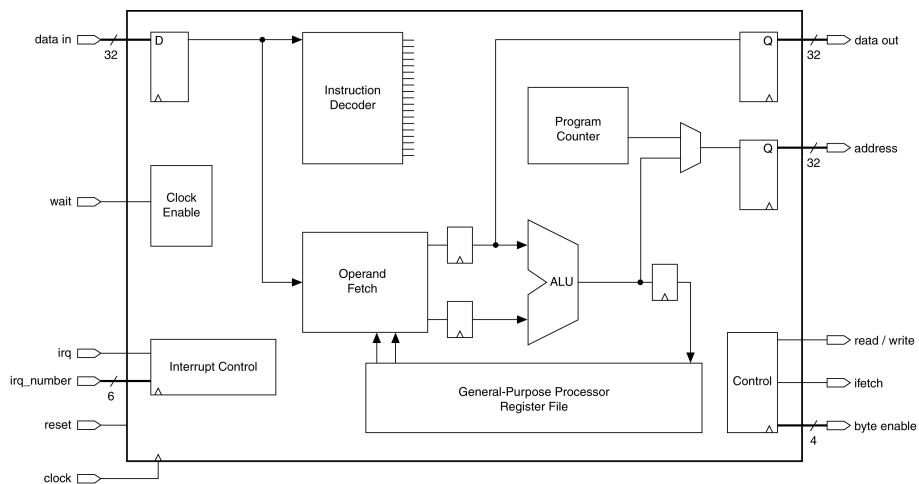 data in
32
D
Instruction
Decoder
Q
data out
32
Program
Counter
Q
address
32
wait
Clock
Enable
Operand
Fetch
ALU
irq
irq_number
6
Interrupt Control
General-Purpose Processor
Register File
Control
read / write
ifetch
byte enable
4
reset
clock